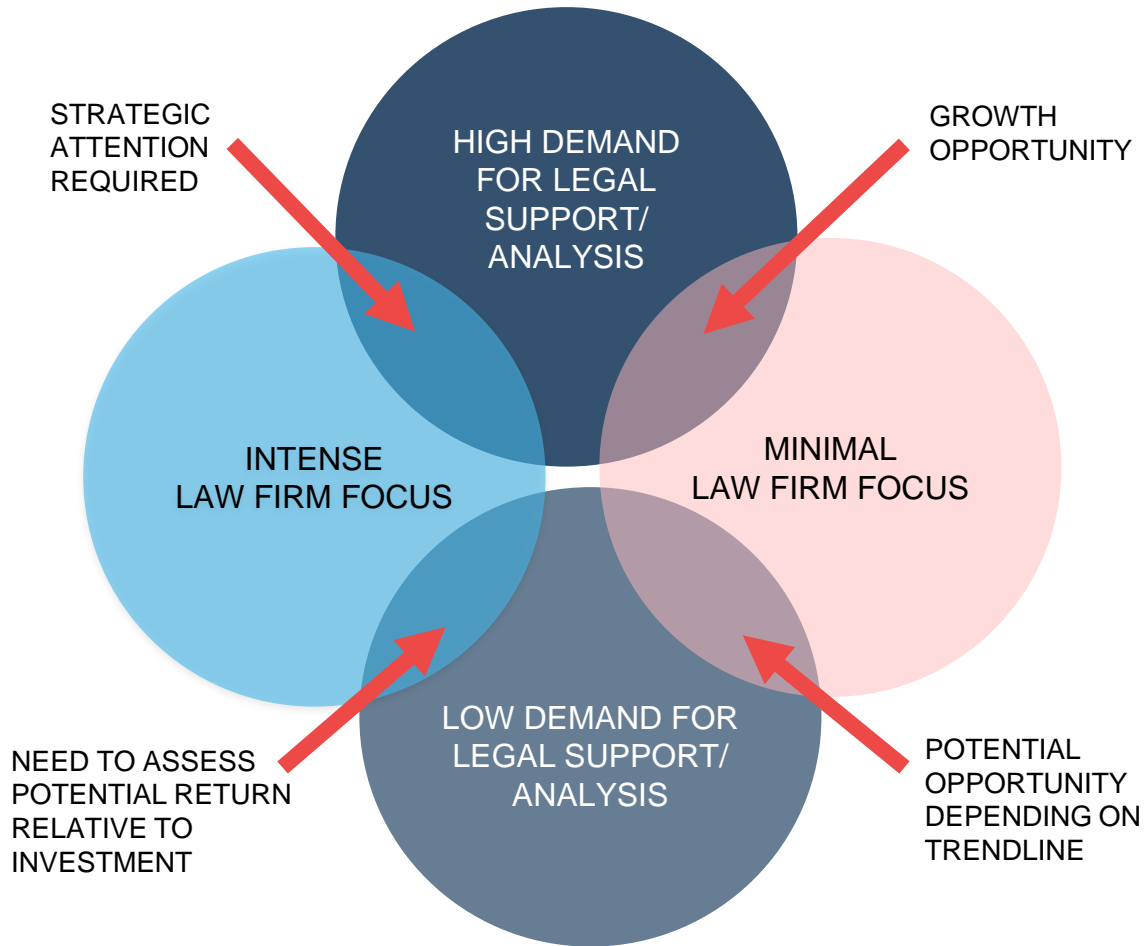 STRATEGIC
ATTENTION
REQUIRED
HIGH DEMAND
FOR LEGAL
SUPPORT/
ANALYSIS
GROWTH
OPPORTUNITY
INTENSE
LAW FIRM FOCUS
MINIMAL
LAW FIRM FOCUS
NEED TO ASSESS
POTENTIAL RETURN
RELATIVE TO
INVESTMENT
LOW DEMAND FOR
LEGAL SUPPORT/
ANALYSIS
POTENTIAL
OPPORTUNITY
DEPENDING ON
TRENDLINE